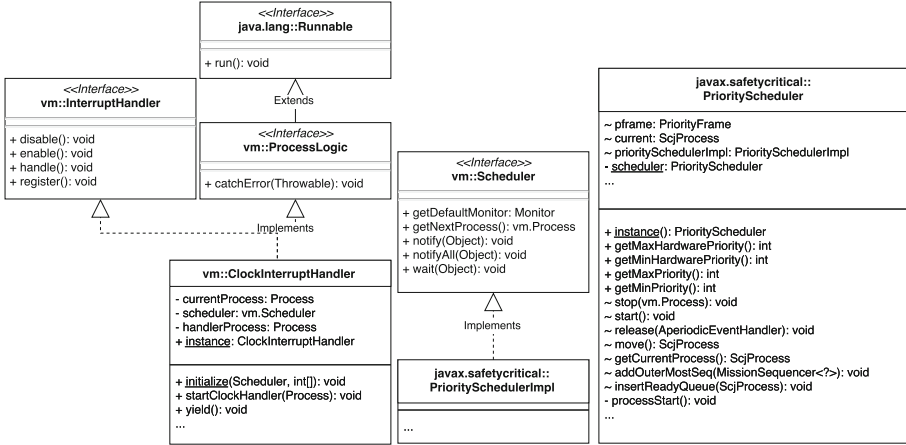 <<Interface>>
java.lang::Runnable
+ run(): void
Extends
<<Interface>>
vm::InterruptHandler
+ disable(): void
+ enable(): void
+ handle(): void
+ register(): void
<<Interface>>
vm::ProcessLogic
+ catchError(Throwable): void
Implements
vm::ClockInterruptHandler
- currentProcess: Process
- scheduler: vm.Scheduler
- handlerProcess: Process
+ instance: ClockInterruptHandler
+ initialize(Scheduler, int[]): void
+ startClockHandler(Process): void
+ yield(): void
...
<<Interface>>
vm::Scheduler
+ getDefaultMonitor: Monitor
+ getNextProcess(): vm.Process
+ notify(Object): void
+ notifyAll(Object): void
+ wait(Object): void
Implements
javax.safetycritical::
PrioritySchedulerImpl
...
javax.safetycritical::
PriorityScheduler
~ pframe: PriorityFrame
~ current: ScjProcess
~ prioritySchedulerImpl: PrioritySchedulerImpl
- scheduler: PriorityScheduler
...
+ instance(): PriorityScheduler
+ getMaxHardwarePriority(): int
+ getMinHardwarePriority(): int
+ getMaxPriority(): int
+ getMinPriority(): int
~ stop(vm.Process): void
~ start(): void
~ release(AperiodicEventHandler): void
~ move(): ScjProcess
~ getCurrentProcess(): ScjProcess
~ addOuterMostSeq(MissionSequencer<?>): void
~ insertReadyQueue(ScjProcess): void
- processStart(): void
...